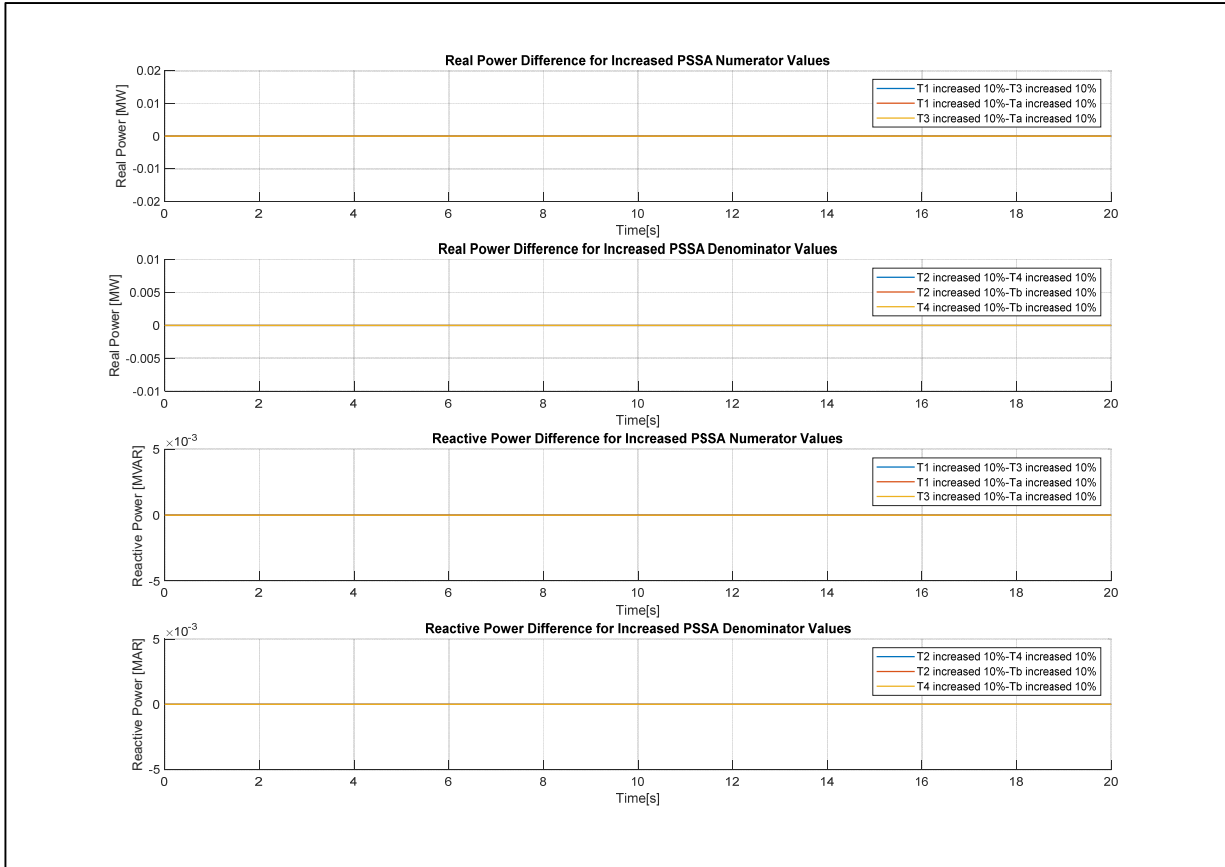 Real Power Difference for Increased PSSA Numerator Values
0.02
0.01
0
-0.01
-0.02
Real Power [MW]
T1 increased 10%-T3 increased 10%
T1 increased 10%-Ta increased 10%
T3 increased 10%-Ta increased 10%
0 2 4 6 8 10 12 14 16 18 20
Time[s]
Real Power Difference for Increased PSSA Denominator Values
0.01
0.005
0
-0.005
-0.01
Real Power [MW]
T2 increased 10%-T4 increased 10%
T2 increased 10%-Tb increased 10%
T4 increased 10%-Tb increased 10%
0 2 4 6 8 10 12 14 16 18 20
Time[s]
Reactive Power Difference for Increased PSSA Numerator Values
×10-3
5
0
-5
Reactive Power [MVAR]
T1 increased 10%-T3 increased 10%
T1 increased 10%-Ta increased 10%
T3 increased 10%-Ta increased 10%
0 2 4 6 8 10 12 14 16 18 20
Time[s]
Reactive Power Difference for Increased PSSA Denominator Values
×10-3
5
0
-5
Reactive Power [MAR]
T2 increased 10%-T4 increased 10%
T2 increased 10%-Tb increased 10%
T4 increased 10%-Tb increased 10%
0 2 4 6 8 10 12 14 16 18 20
Time[s]